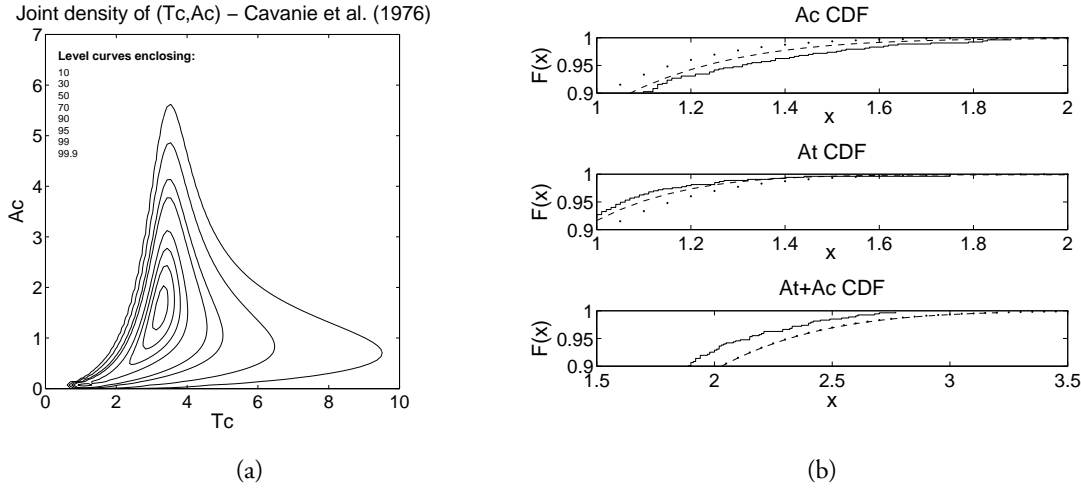 Joint density of (Tc,Ac) – Cavanie et al. (1976)
7
6
5
4
3
2
1
0
Ac
Level curves enclosing:
10
30
50
70
90
95
99
99.9
0 2 4 6 8 10
Tc
(a)
Ac CDF
F(x)
1
0.95
0.9
1 1.2 1.4 1.6 1.8 2
x
At CDF
F(x)
1
0.95
0.9
1 1.2 1.4 1.6 1.8 2
x
At+Ac CDF
F(x)
1
0.95
0.9
1.5 2 2.5 3 3.5
x
(b)